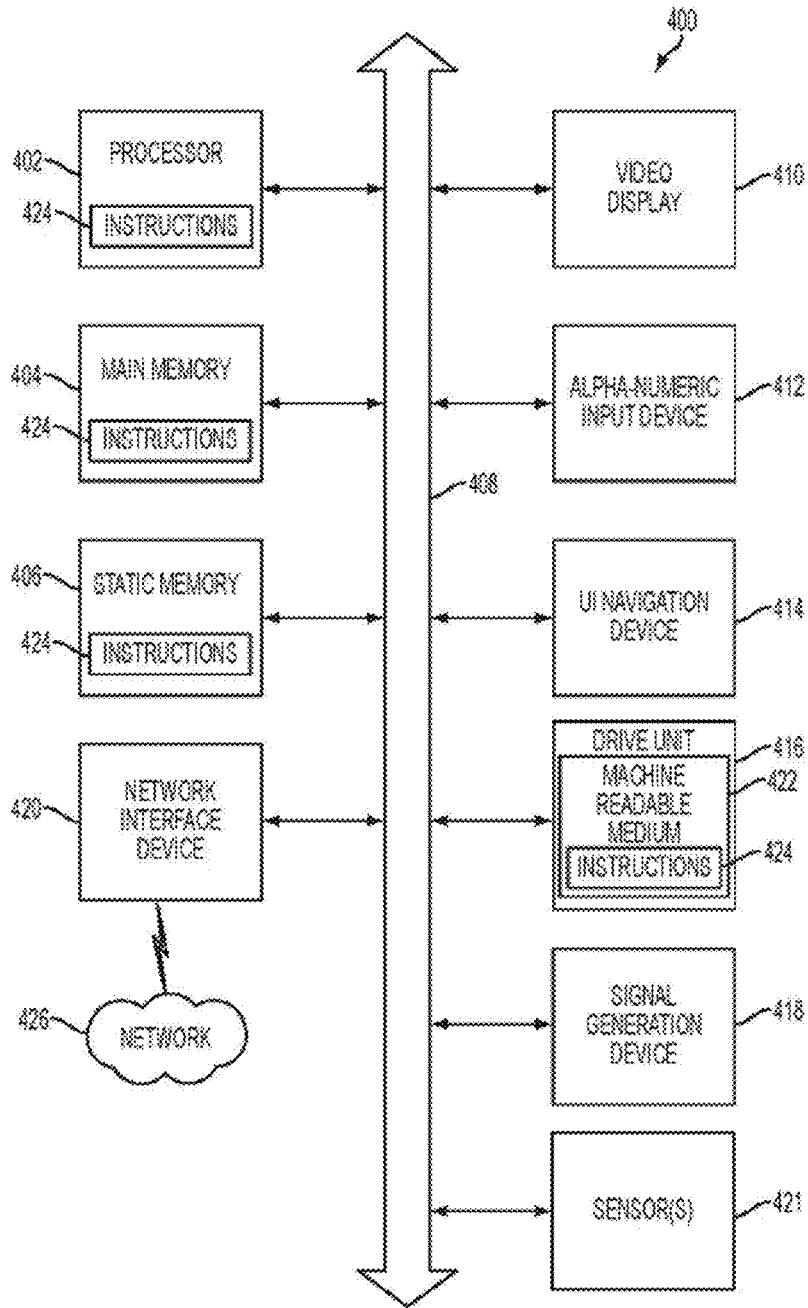 400
402
PROCESSOR
424
INSTRUCTIONS
VIDEO
DISPLAY
410
404
MAIN MEMORY
424
INSTRUCTIONS
ALPHA-NUMERIC
INPUT DEVICE
412
408
406
STATIC MEMORY
424
INSTRUCTIONS
UI NAVIGATION
DEVICE
414
420
NETWORK
INTERFACE
DEVICE
DRIVE UNIT
416
MACHINE
READABLE
MEDIUM
422
INSTRUCTIONS
424
426
NETWORK
SIGNAL
GENERATION
DEVICE
418
SENSOR(S)
421